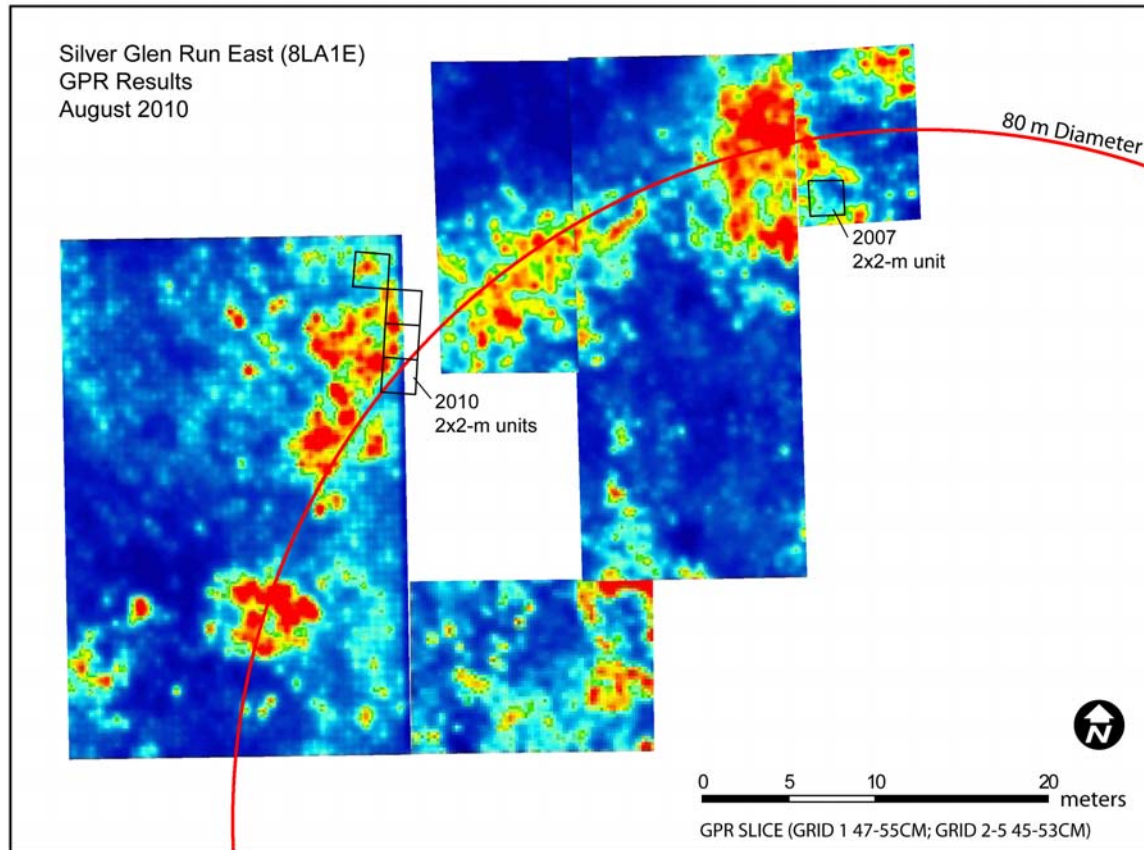 Silver Glen Run East (8LA1E)
GPR Results
August 2010
80 m Diameter
2007
2x2-m unit
2010
2x2-m units
N
0 5 10 20 meters
GPR SLICE (GRID 1 47-55CM; GRID 2-5 45-53CM)